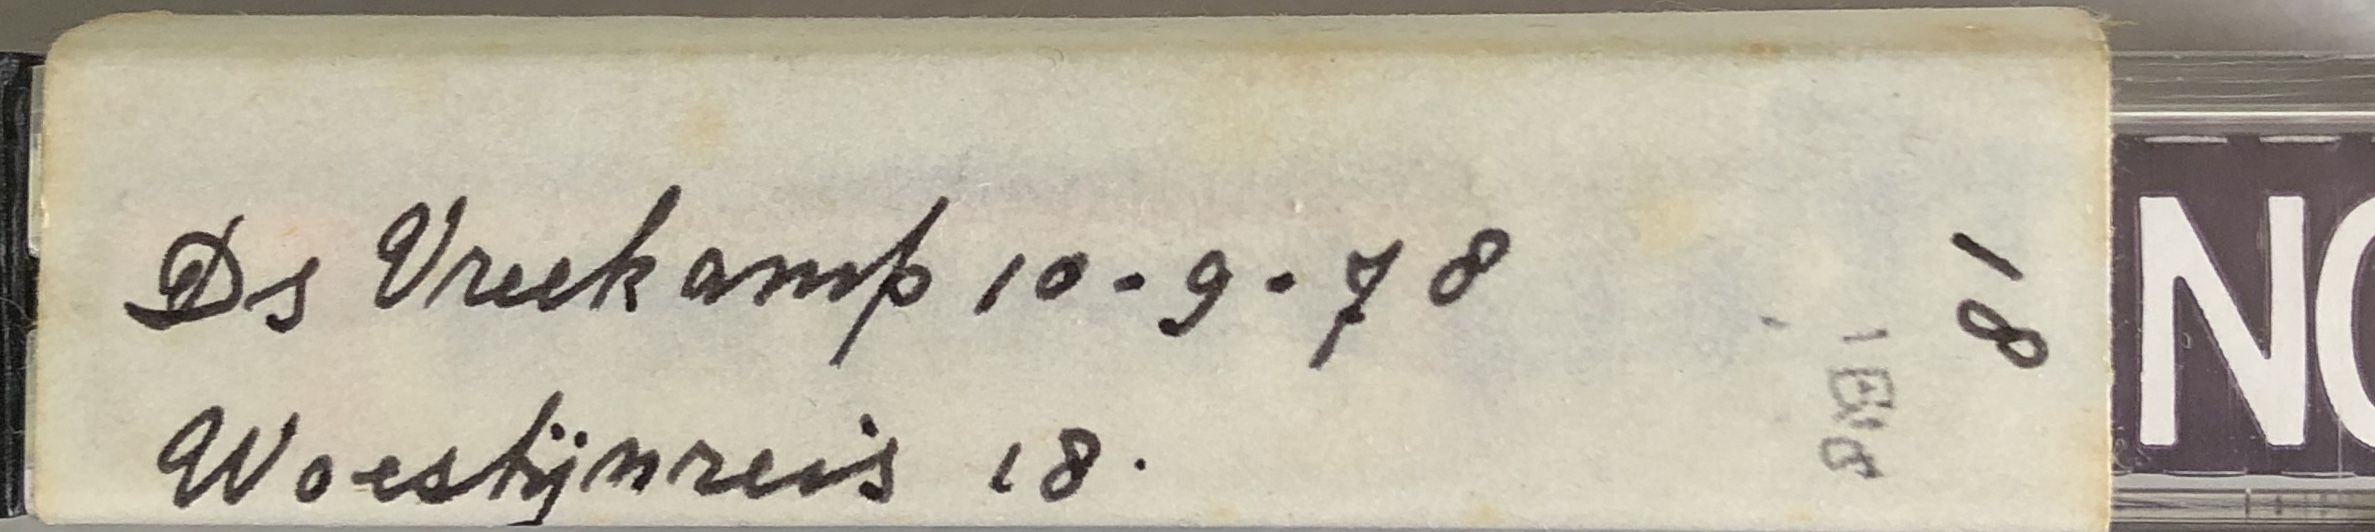 Ds Vreekamp 10-9-78
Woestijnreis 18.
18
NO